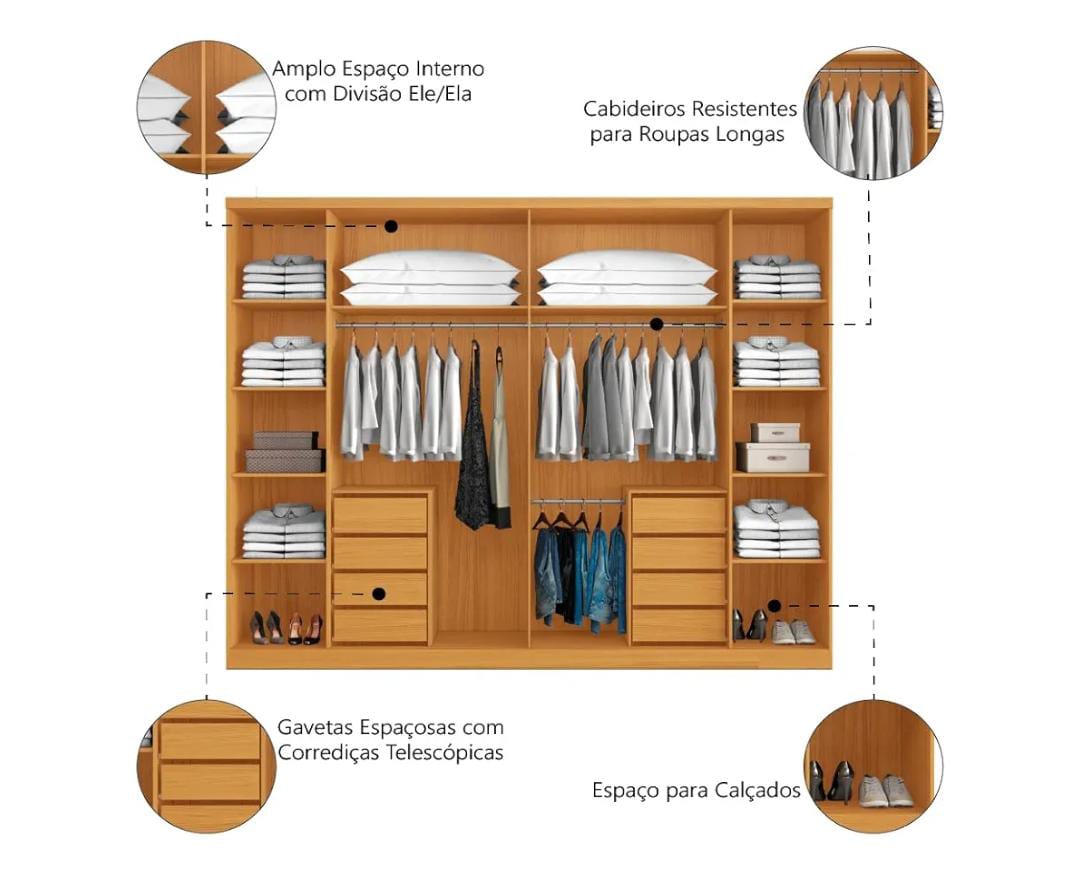 Amplo Espaço Interno
com Divisão Ele/Ela
Cabideiros Resistentes
para Roupas Longas
Gavetas Espaçosas com
Corrediças Telescópicas
Espaço para Calçados